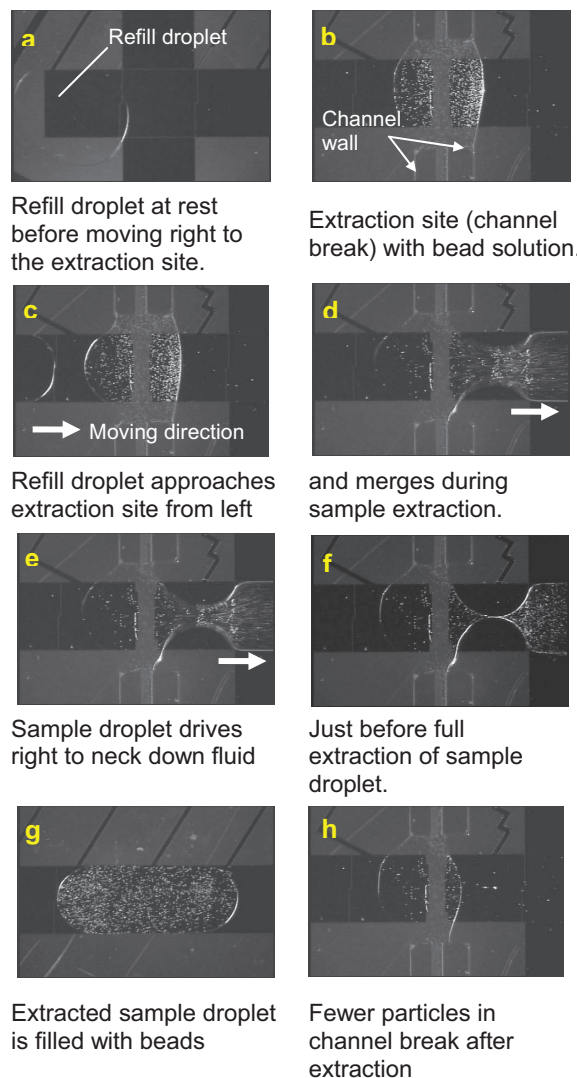 a
Refill droplet
b
Channel
wall
Refill droplet at rest
before moving right to
the extraction site.
Extraction site (channel
break) with bead solution.
c
Moving direction
d
Refill droplet approaches
extraction site from left
and merges during
sample extraction.
e
f
Sample droplet drives
right to neck down fluid
Just before full
extraction of sample
droplet.
g
h
Extracted sample droplet
is filled with beads
Fewer particles in
channel break after
extraction